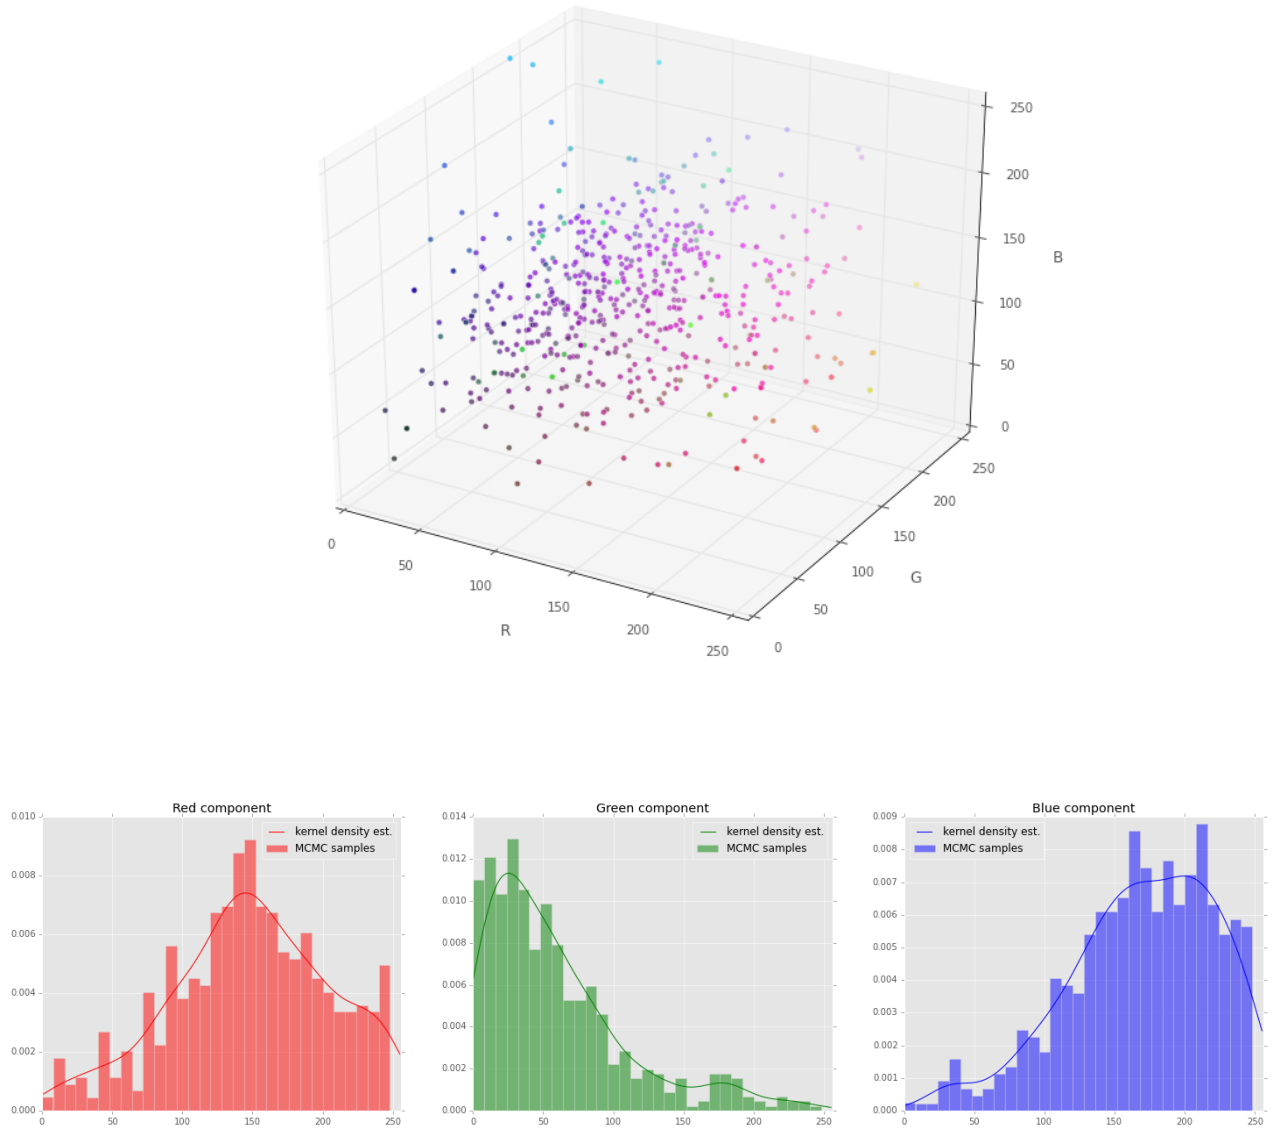 250
200
150
100
50
0
B
250
200
150
100
50
0
G
0
50
100
150
200
250
R
Red component
kernel density est.
MCMC samples
0.010
0.008
0.006
0.004
0.002
0.000
0 50 100 150 200 250
Green component
kernel density est.
MCMC samples
0.014
0.012
0.010
0.008
0.006
0.004
0.002
0.000
0 50 100 150 200 250
Blue component
kernel density est.
MCMC samples
0.009
0.008
0.007
0.006
0.005
0.004
0.003
0.002
0.001
0.000
0 50 100 150 200 250